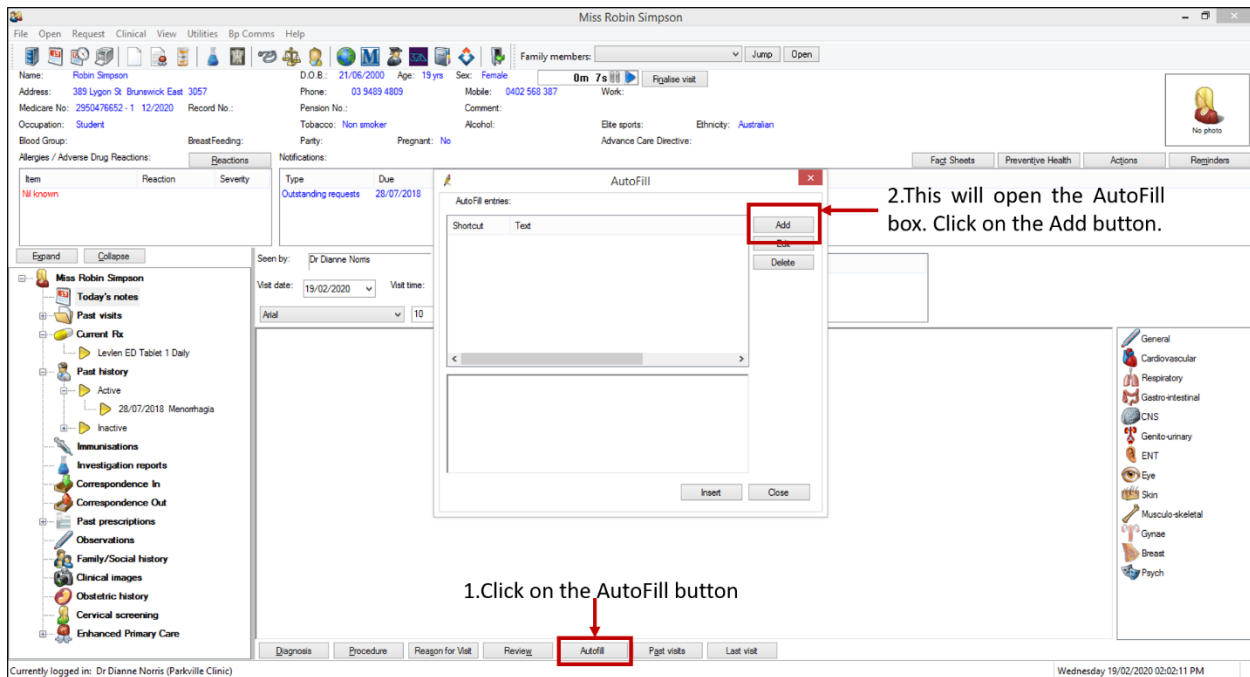 Miss Robin Simpson
File Open Request Clinical View Utilities Bp Comms Help
Family members: Jump Open
Name: Robin Simpson D.O.B.: 21/06/2000 Age: 19 yrs Sex: Female 0m 7s Finalise visit
Address: 389 Lygon St Brunswick East 3057 Phone: 03 9489 4809 Mobile: 0402 568 387 Work:
Medicare No: 2950476652 - 1 12/2020 Record No.: Pension No.: Comment:
Occupation: Student Tobacco: Non smoker Alcohol: Elite sports: Ethnicity: Australian
No photo
Blood Group: BreastFeeding: Parity: Pregnant: No Advance Care Directive:
Allergies / Adverse Drug Reactions: Reactions Notifications: Fact Sheets Preventive Health Actions Reminders
Item Reaction Severity Type Due
Nil known Outstanding requests 28/07/2018
AutoFill
AutoFill entries:
Shortcut Text
Add
Edit
Delete
Insert Close
2.This will open the AutoFill
box. Click on the Add button.
Expand Collapse
Seen by: Dr Dianne Norris
Visit date: 19/02/2020 Visit time:
Arial 10
Miss Robin Simpson
Today's notes
Past visits
Current Rx
Levlen ED Tablet 1 Daily
Past history
Active
28/07/2018 Menorrhagia
Inactive
Immunisations
Investigation reports
Correspondence In
Correspondence Out
Past prescriptions
Observations
Family/Social history
Clinical images
Obstetric history
Cervical screening
Enhanced Primary Care
General
Cardiovascular
Respiratory
Gastro-intestinal
CNS
Genito-urinary
ENT
Eye
Skin
Musculo-skeletal
Gynae
Breast
Psych
1.Click on the AutoFill button
Diagnosis Procedure Reason for Visit Review Autofill Past visits Last visit
Currently logged in: Dr Dianne Norris (Parkville Clinic) Wednesday 19/02/2020 02:02:11 PM